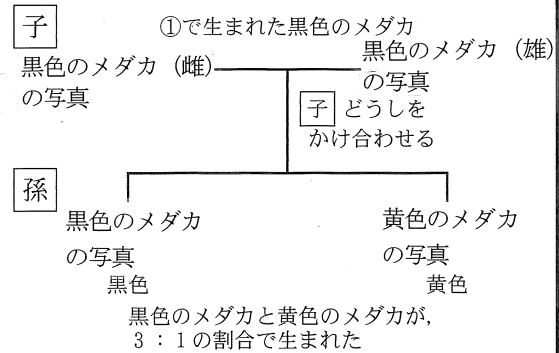 子
①で生まれた黒色のメダカ
黒色のメダカ（雌）
の写真
黒色のメダカ（雄）
の写真
子 どうしを
かけ合わせる
孫
黒色のメダカ
の写真
黒色
黄色のメダカ
の写真
黄色
黒色のメダカと黄色のメダカが，
３：１の割合で生まれた